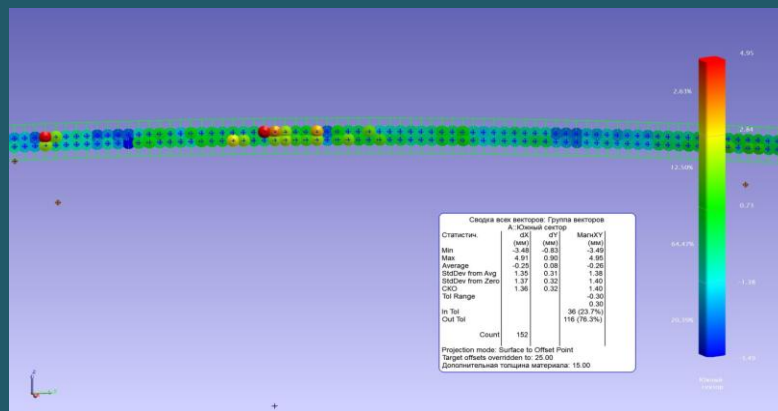 4.95
2.63%
2.84
12.50%
0.73
64.47%
-1.38
20.39%
-3.49
Южный
сектор
Сводка всех векторов: Группа векторов
A::Южный сектор
Статистич. dX dY МагнXY
(мм) (мм) (мм)
Min -3.48 -0.83 -3.49
Max 4.91 0.90 4.95
Average -0.25 0.08 -0.26
StdDev from Avg 1.35 0.31 1.38
StdDev from Zero 1.37 0.32 1.40
СКО 1.36 0.32 1.40
Tol Range -0.30
0.30
In Tol 36 (23.7%)
Out Tol 116 (76.3%)
Count 152
Projection mode: Surface to Offset Point
Target offsets overridden to: 25.00
Дополнительная толщина материала: 15.00